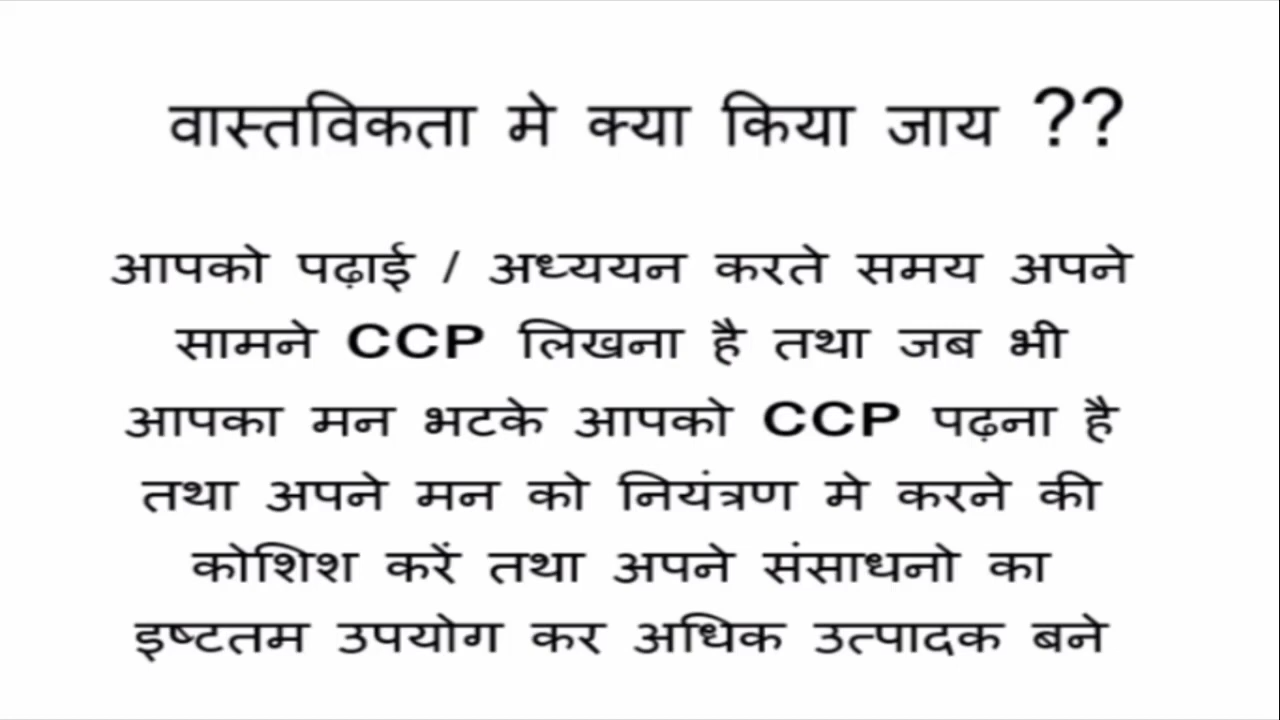 वास्तविकता मे क्या किया जाय ??
आपको पढ़ाई / अध्ययन करते समय अपने
सामने CCP लिखना है तथा जब भी
आपका मन भटके आपको CCP पढ़ना है
तथा अपने मन को नियंत्रण मे करने की
कोशिश करें तथा अपने संसाधनो का
इष्टतम उपयोग कर अधिक उत्पादक बने